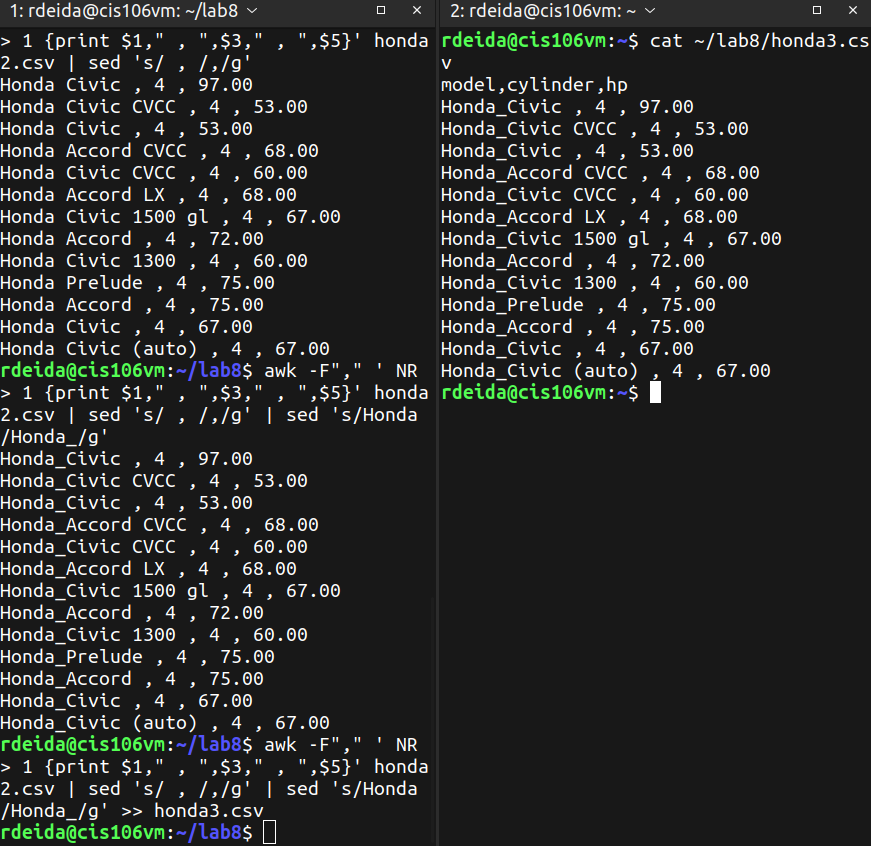 1: rdeida@cis106vm: ~/lab8
> 1 {print $1," , ",$3," , ",$5}' honda
2.csv | sed 's/ , /,/g'
Honda Civic , 4 , 97.00
Honda Civic CVCC , 4 , 53.00
Honda Civic , 4 , 53.00
Honda Accord CVCC , 4 , 68.00
Honda Civic CVCC , 4 , 60.00
Honda Accord LX , 4 , 68.00
Honda Civic 1500 gl , 4 , 67.00
Honda Accord , 4 , 72.00
Honda Civic 1300 , 4 , 60.00
Honda Prelude , 4 , 75.00
Honda Accord , 4 , 75.00
Honda Civic , 4 , 67.00
Honda Civic (auto) , 4 , 67.00
rdeida@cis106vm:~/lab8$ awk -F"," ' NR
> 1 {print $1," , ",$3," , ",$5}' honda
2.csv | sed 's/ , /,/g' | sed 's/Honda
/Honda_/g'
Honda_Civic , 4 , 97.00
Honda_Civic CVCC , 4 , 53.00
Honda_Civic , 4 , 53.00
Honda_Accord CVCC , 4 , 68.00
Honda_Civic CVCC , 4 , 60.00
Honda_Accord LX , 4 , 68.00
Honda_Civic 1500 gl , 4 , 67.00
Honda_Accord , 4 , 72.00
Honda_Civic 1300 , 4 , 60.00
Honda_Prelude , 4 , 75.00
Honda_Accord , 4 , 75.00
Honda_Civic , 4 , 67.00
Honda_Civic (auto) , 4 , 67.00
rdeida@cis106vm:~/lab8$ awk -F"," ' NR
> 1 {print $1," , ",$3," , ",$5}' honda
2.csv | sed 's/ , /,/g' | sed 's/Honda
/Honda_/g' >> honda3.csv
rdeida@cis106vm:~/lab8$
2: rdeida@cis106vm: ~
rdeida@cis106vm:~$ cat ~/lab8/honda3.cs
v
model,cylinder,hp
Honda_Civic , 4 , 97.00
Honda_Civic CVCC , 4 , 53.00
Honda_Civic , 4 , 53.00
Honda_Accord CVCC , 4 , 68.00
Honda_Civic CVCC , 4 , 60.00
Honda_Accord LX , 4 , 68.00
Honda_Civic 1500 gl , 4 , 67.00
Honda_Accord , 4 , 72.00
Honda_Civic 1300 , 4 , 60.00
Honda_Prelude , 4 , 75.00
Honda_Accord , 4 , 75.00
Honda_Civic , 4 , 67.00
Honda_Civic (auto) , 4 , 67.00
rdeida@cis106vm:~$